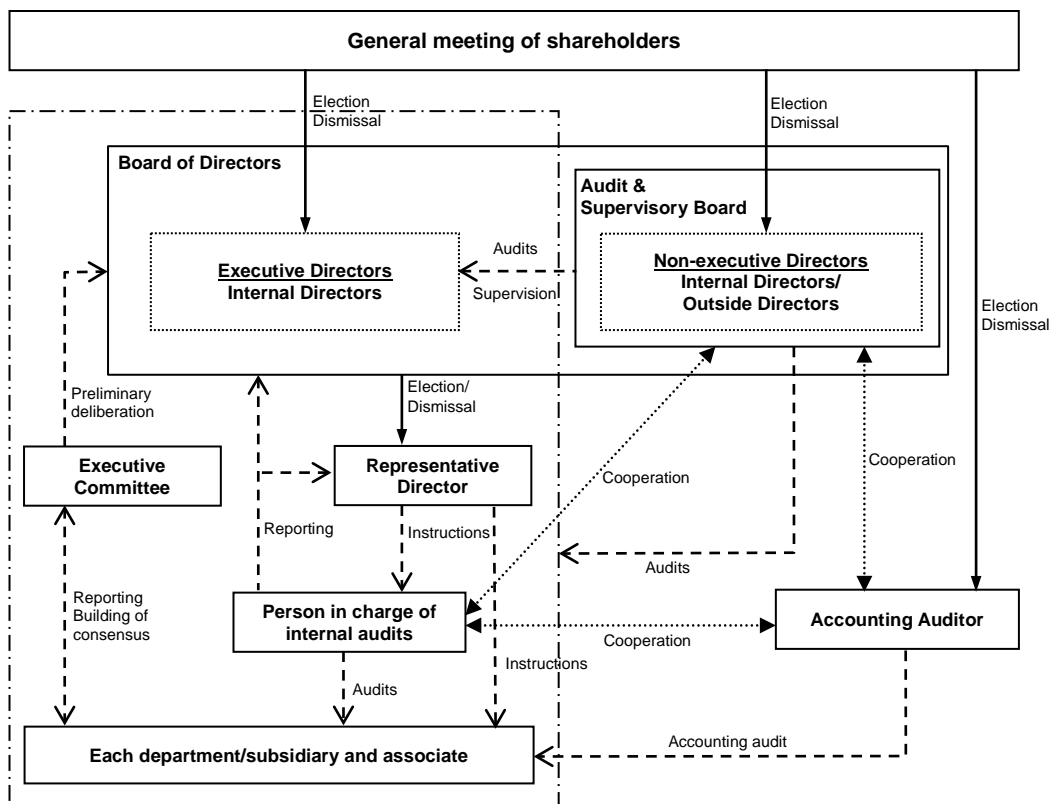 General meeting of shareholders
Election
Dismissal
Election
Dismissal
Board of Directors
Audit &
Supervisory Board
Executive Directors
Internal Directors
Audits
Supervision
Non-executive Directors
Internal Directors/
Outside Directors
Election
Dismissal
Preliminary
deliberation
Election/
Dismissal
Executive
Committee
Representative
Director
Cooperation
Cooperation
Reporting
Instructions
Audits
Reporting
Building of
consensus
Person in charge of
internal audits
Cooperation
Accounting Auditor
Instructions
Audits
Each department/subsidiary and associate
Accounting audit